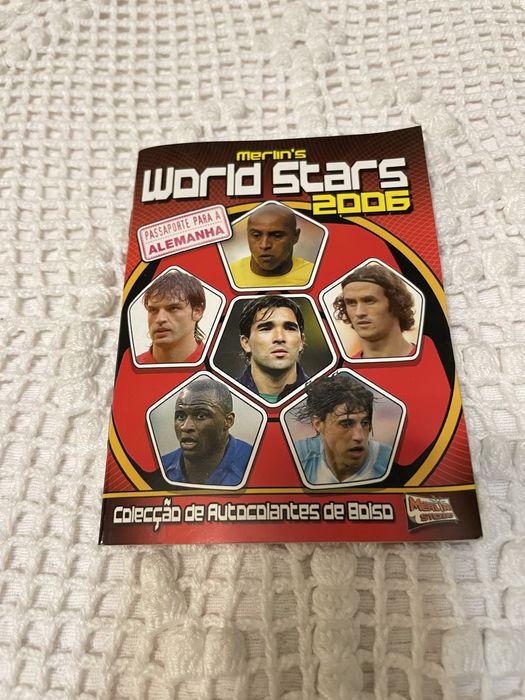 Merlin's
World Stars
2006
PASSAPORTE PARA A
ALEMANHA
Colecção de Autocolantes de Bolso
MERLIN